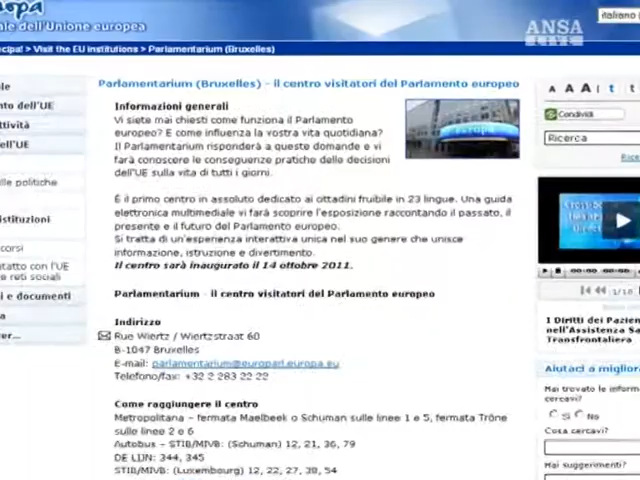 opa
ale dell'Unione europea
italiano (
ANSA
LIVE
ecipa! > Visit the EU institutions > Parlamentarium (Bruxelles)
Parlamentarium (Bruxelles) - il centro visitatori del Parlamento europeo
Informazioni generali
Vi siete mai chiesti come funziona il Parlamento
europeo? E come influenza la vostra vita quotidiana?
Il Parlamentarium risponderà a queste domande e vi
farà conoscere le conseguenze pratiche delle decisioni
dell'UE sulla vita di tutti i giorni.
È il primo centro in assoluto dedicato ai cittadini fruibile in 23 lingue. Una guida
elettronica multimediale vi farà scoprire l'esposizione raccontando il passato, il
presente e il futuro del Parlamento europeo.
Si tratta di un'esperienza interattiva unica nel suo genere che unisce
informazione, istruzione e divertimento.
Il centro sarà inaugurato il 14 ottobre 2011.
Parlamentarium - il centro visitatori del Parlamento europeo
Indirizzo
Rue Wiertz / Wiertzstraat 60
B-1047 Bruxelles
E-mail: parlamentarium@europarl.europa.eu
Telefono/fax: +32 2 283 22 22
Come raggiungere il centro
Metropolitana - fermata Maelbeek o Schuman sulle linee 1 e 5, fermata Trône
sulle linee 2 e 6
Autobus - STIB/MIVB: (Schuman) 12, 21, 36, 79
DE LIJN: 344, 345
STIB/MIVB: (Luxembourg) 12, 22, 27, 38, 54
ale
nto dell'UE
ttività
ell'UE
lle politiche
stituzioni
corsi
ntatto con l'UE
e reti sociali
i e documenti
a
er...
europa
A A A | t t
Condividi
Ricerca
Rice
1/18
I Diritti dei Pazien
nell'Assistenza Sa
Transfrontaliera
Aiutaci a miglior
Hai trovato le inform
cercavi?
Sì No
Cosa cercavi?
Hai suggerimenti?